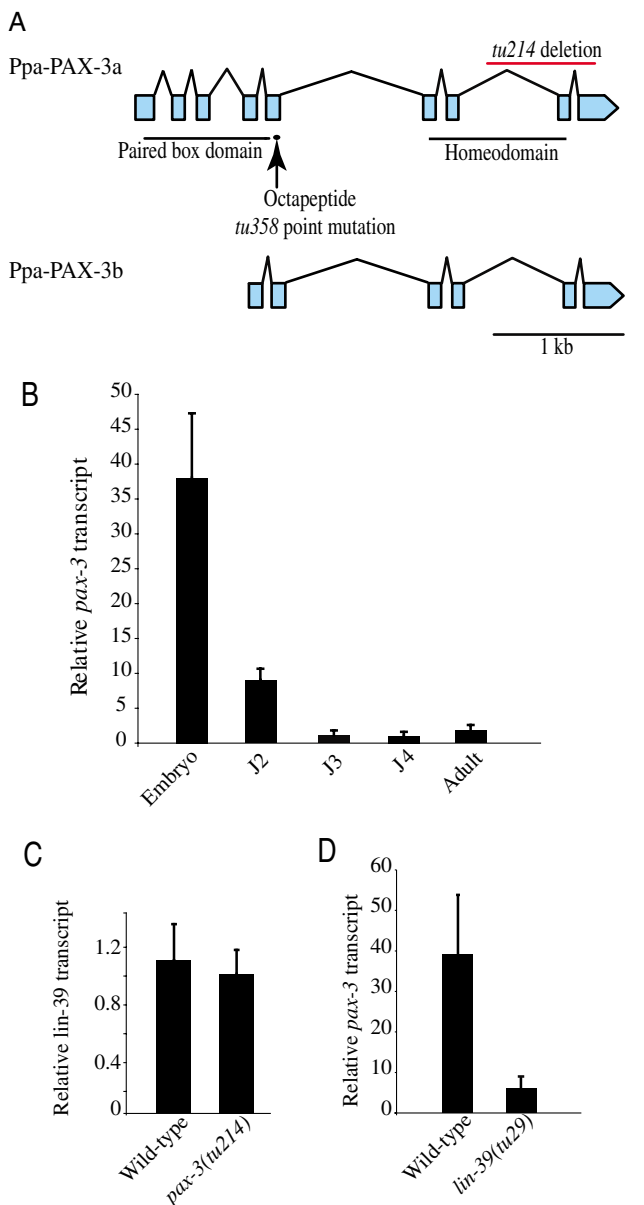 A
tu214 deletion
Ppa-PAX-3a
Paired box domain
Homeodomain
Octapeptide
tu358 point mutation
Ppa-PAX-3b
1 kb
B
Relative pax-3 transcript
50
45
40
35
30
25
20
15
10
5
0
Embryo
J2
J3
J4
Adult
C
Relative lin-39 transcript
1.2
0.8
0.4
0
Wild-type
pax-3(tu214)
D
Relative pax-3 transcript
60
50
40
30
20
10
0
Wild-type
lin-39(tu29)